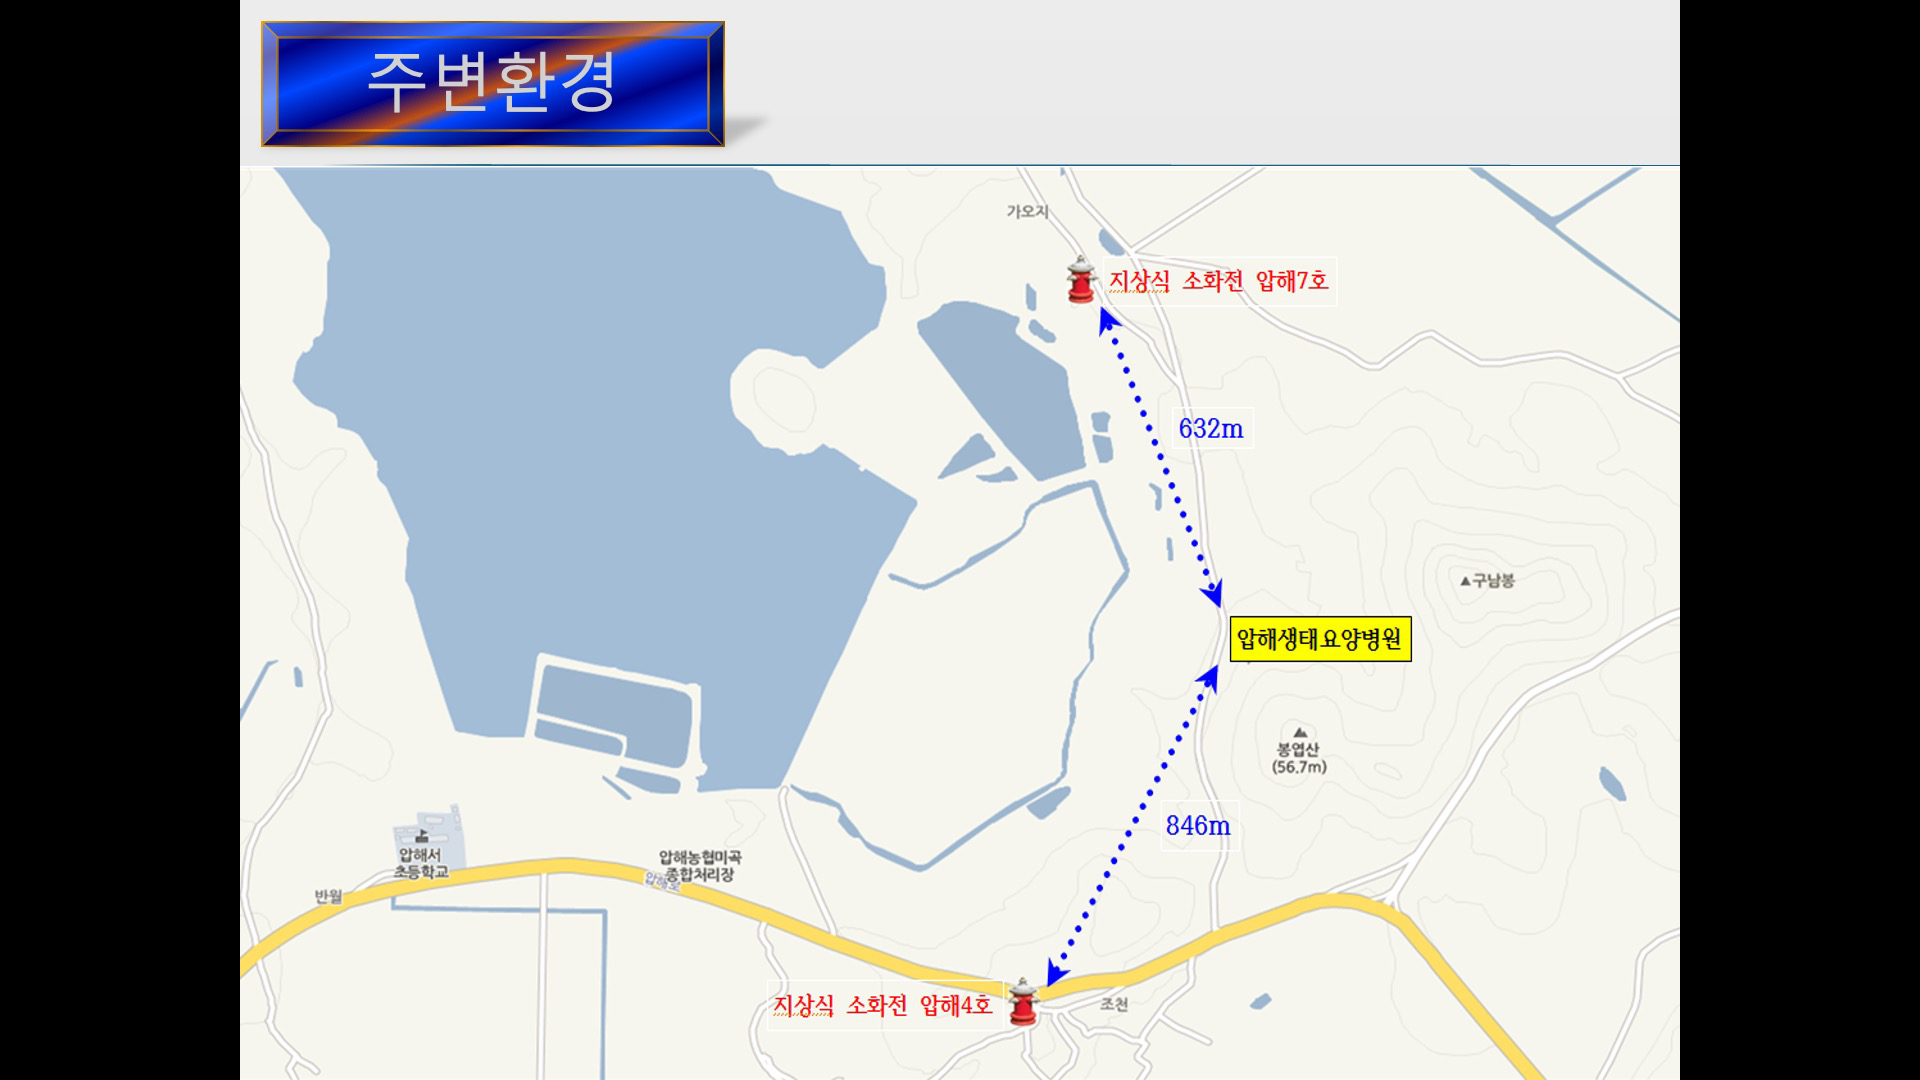 주변환경
가오지
지상식 소화전 압해7호
632m
▲구남봉
압해생태요양병원
봉엽산
(56.7m)
846m
압해서
초등학교
압해농협미곡
종합처리장
압해로
반월
지상식 소화전 압해4호
조천